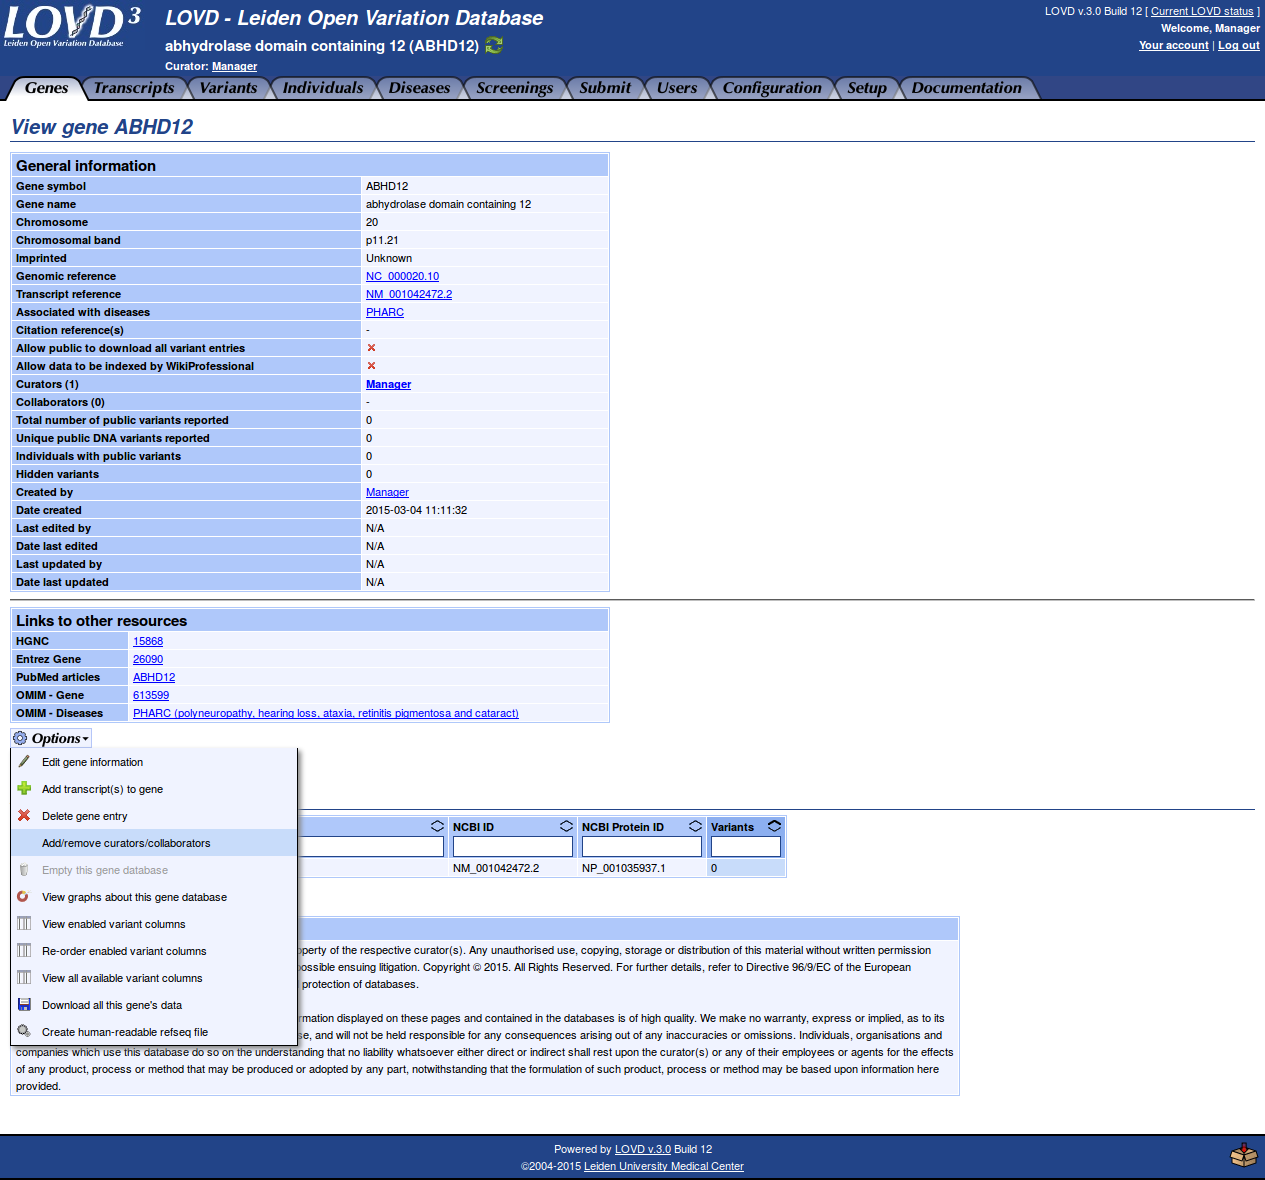 LOVD 3
Leiden Open Variation Database
LOVD - Leiden Open Variation Database
abhydrolase domain containing 12 (ABHD12)
Curator: Manager
LOVD v.3.0 Build 12 [ Current LOVD status ]
Welcome, Manager
Your account | Log out
Genes Transcripts Variants Individuals Diseases Screenings Submit Users Configuration Setup Documentation
View gene ABHD12
General information
Gene symbol ABHD12
Gene name abhydrolase domain containing 12
Chromosome 20
Chromosomal band p11.21
Imprinted Unknown
Genomic reference NC_000020.10
Transcript reference NM_001042472.2
Associated with diseases PHARC
Citation reference(s) -
Allow public to download all variant entries
Allow data to be indexed by WikiProfessional
Curators (1) Manager
Collaborators (0) -
Total number of public variants reported 0
Unique public DNA variants reported 0
Individuals with public variants 0
Hidden variants 0
Created by Manager
Date created 2015-03-04 11:11:32
Last edited by N/A
Date last edited N/A
Last updated by N/A
Date last updated N/A
Links to other resources
HGNC 15868
Entrez Gene 26090
PubMed articles ABHD12
OMIM - Gene 613599
OMIM - Diseases PHARC (polyneuropathy, hearing loss, ataxia, retinitis pigmentosa and cataract)
Options
Edit gene information
Add transcript(s) to gene
Delete gene entry
Add/remove curators/collaborators
Empty this gene database
View graphs about this gene database
View enabled variant columns
Re-order enabled variant columns
View all available variant columns
Download all this gene's data
Create human-readable refseq file
NCBI ID NCBI Protein ID Variants
NM_001042472.2 NP_001035937.1 0
operty of the respective curator(s). Any unauthorised use, copying, storage or distribution of this material without written permission
ossible ensuing litigation. Copyright © 2015. All Rights Reserved. For further details, refer to Directive 96/9/EC of the European
protection of databases.
rmation displayed on these pages and contained in the databases is of high quality. We make no warranty, express or implied, as to its
se, and will not be held responsible for any consequences arising out of any inaccuracies or omissions. Individuals, organisations and
companies which use this database do so on the understanding that no liability whatsoever either direct or indirect shall rest upon the curator(s) or any of their employees or agents for the effects
of any product, process or method that may be produced or adopted by any part, notwithstanding that the formulation of such product, process or method may be based upon information here
provided.
Powered by LOVD v.3.0 Build 12
©2004-2015 Leiden University Medical Center